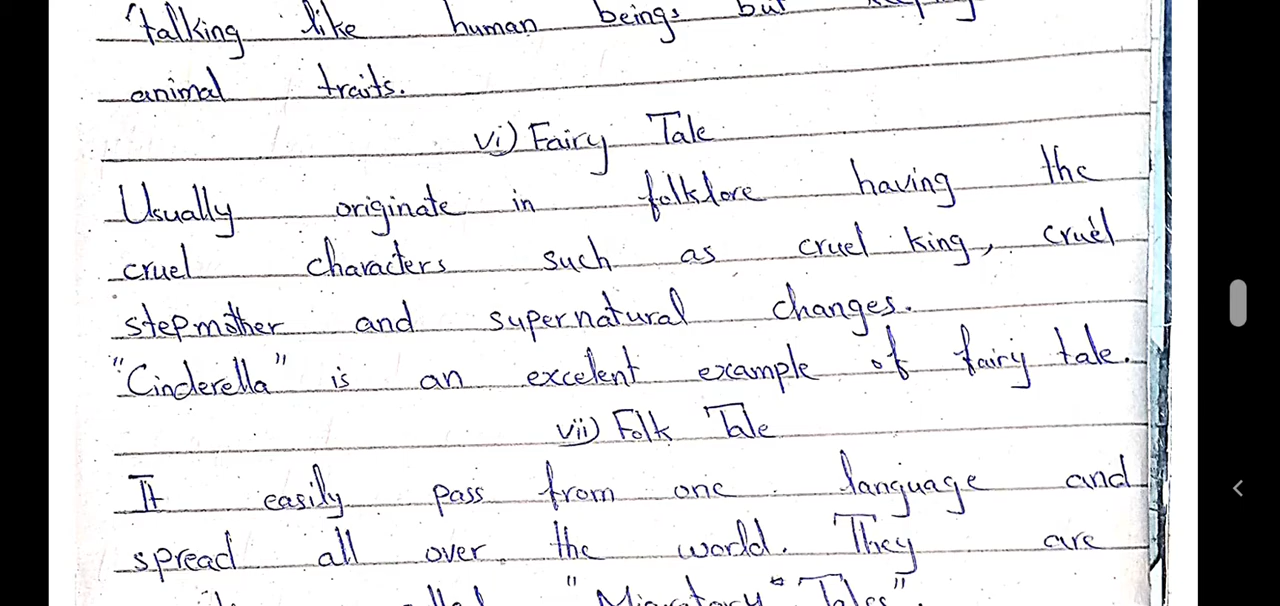 talking like human beings but
animal traits.
vi) Fairy Tale
Usually originate in folklore having the
cruel characters such as cruel king, cruel
stepmother and supernatural changes.
"Cinderella" is an excelent example of fairy tale.
vii) Folk Tale
It easily pass from one language and
spread all over the world. They are
"Migratory" Tales".